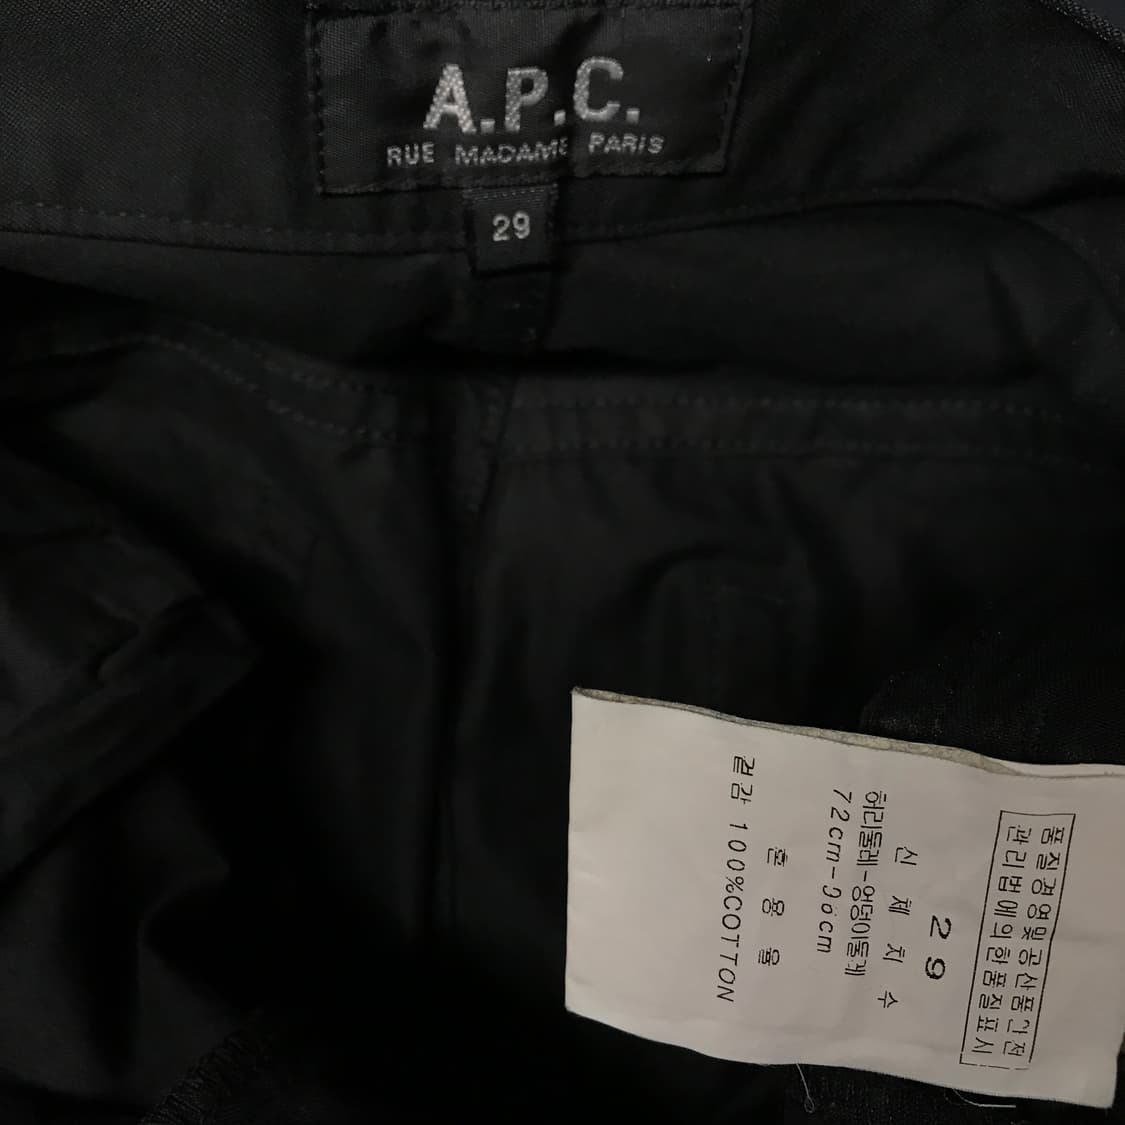 A.P.C.
RUE MADAME PARIS
29
품질경영및공산품안전
관리법에의한품질표시
29
신체치수
허리둘레-엉덩이둘레
72cm-96cm
혼용율
겉감 100%COTTON